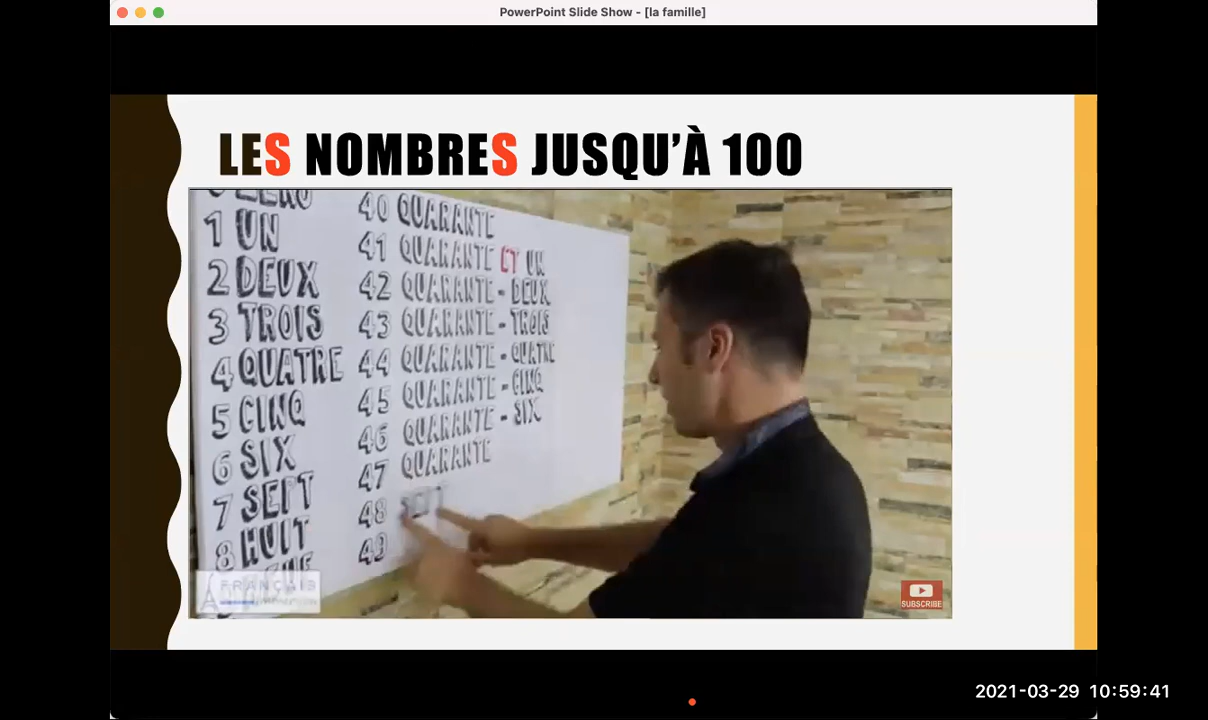 PowerPoint Slide Show - [la famille]
LES NOMBRES JUSQU'À 100
ZERO
1 UN
2 DEUX
3 TROIS
4 QUATRE
5 CINQ
6 SIX
7 SEPT
8 HUIT
40 QUARANTE
41 QUARANTE ET UN
42 QUARANTE - DEUX
43 QUARANTE - TROIS
44 QUARANTE - QUATRE
45 QUARANTE - CINQ
46 QUARANTE - SIX
47 QUARANTE
48 SEPT
49
FRANÇAIS
SUBSCRIBE
2021-03-29 10:59:41